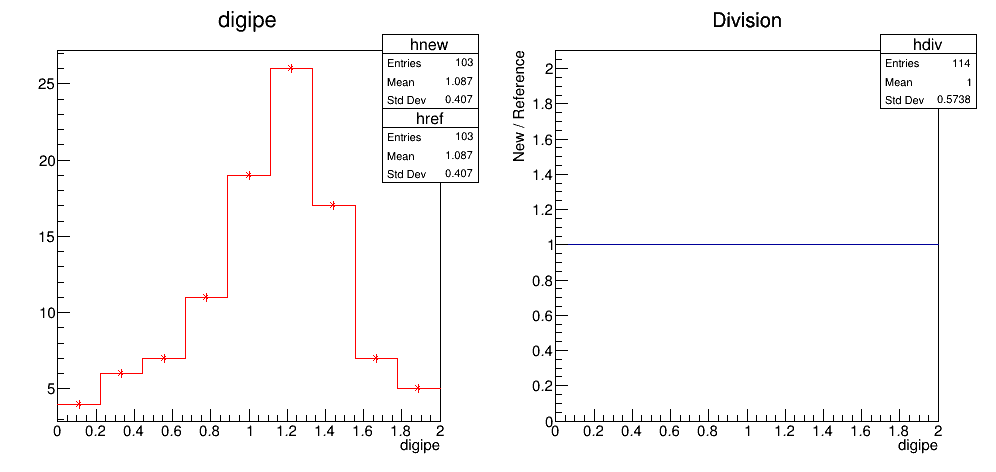 digipe
hnew
Entries 103
Mean 1.087
Std Dev 0.407
href
Entries 103
Mean 1.087
Std Dev 0.407
25
20
15
10
5
0 0.2 0.4 0.6 0.8 1 1.2 1.4 1.6 1.8 2
digipe
Division
hdiv
Entries 114
Mean 1
Std Dev 0.5738
New / Reference
2
1.8
1.6
1.4
1.2
1
0.8
0.6
0.4
0.2
0
0 0.2 0.4 0.6 0.8 1 1.2 1.4 1.6 1.8 2
digipe